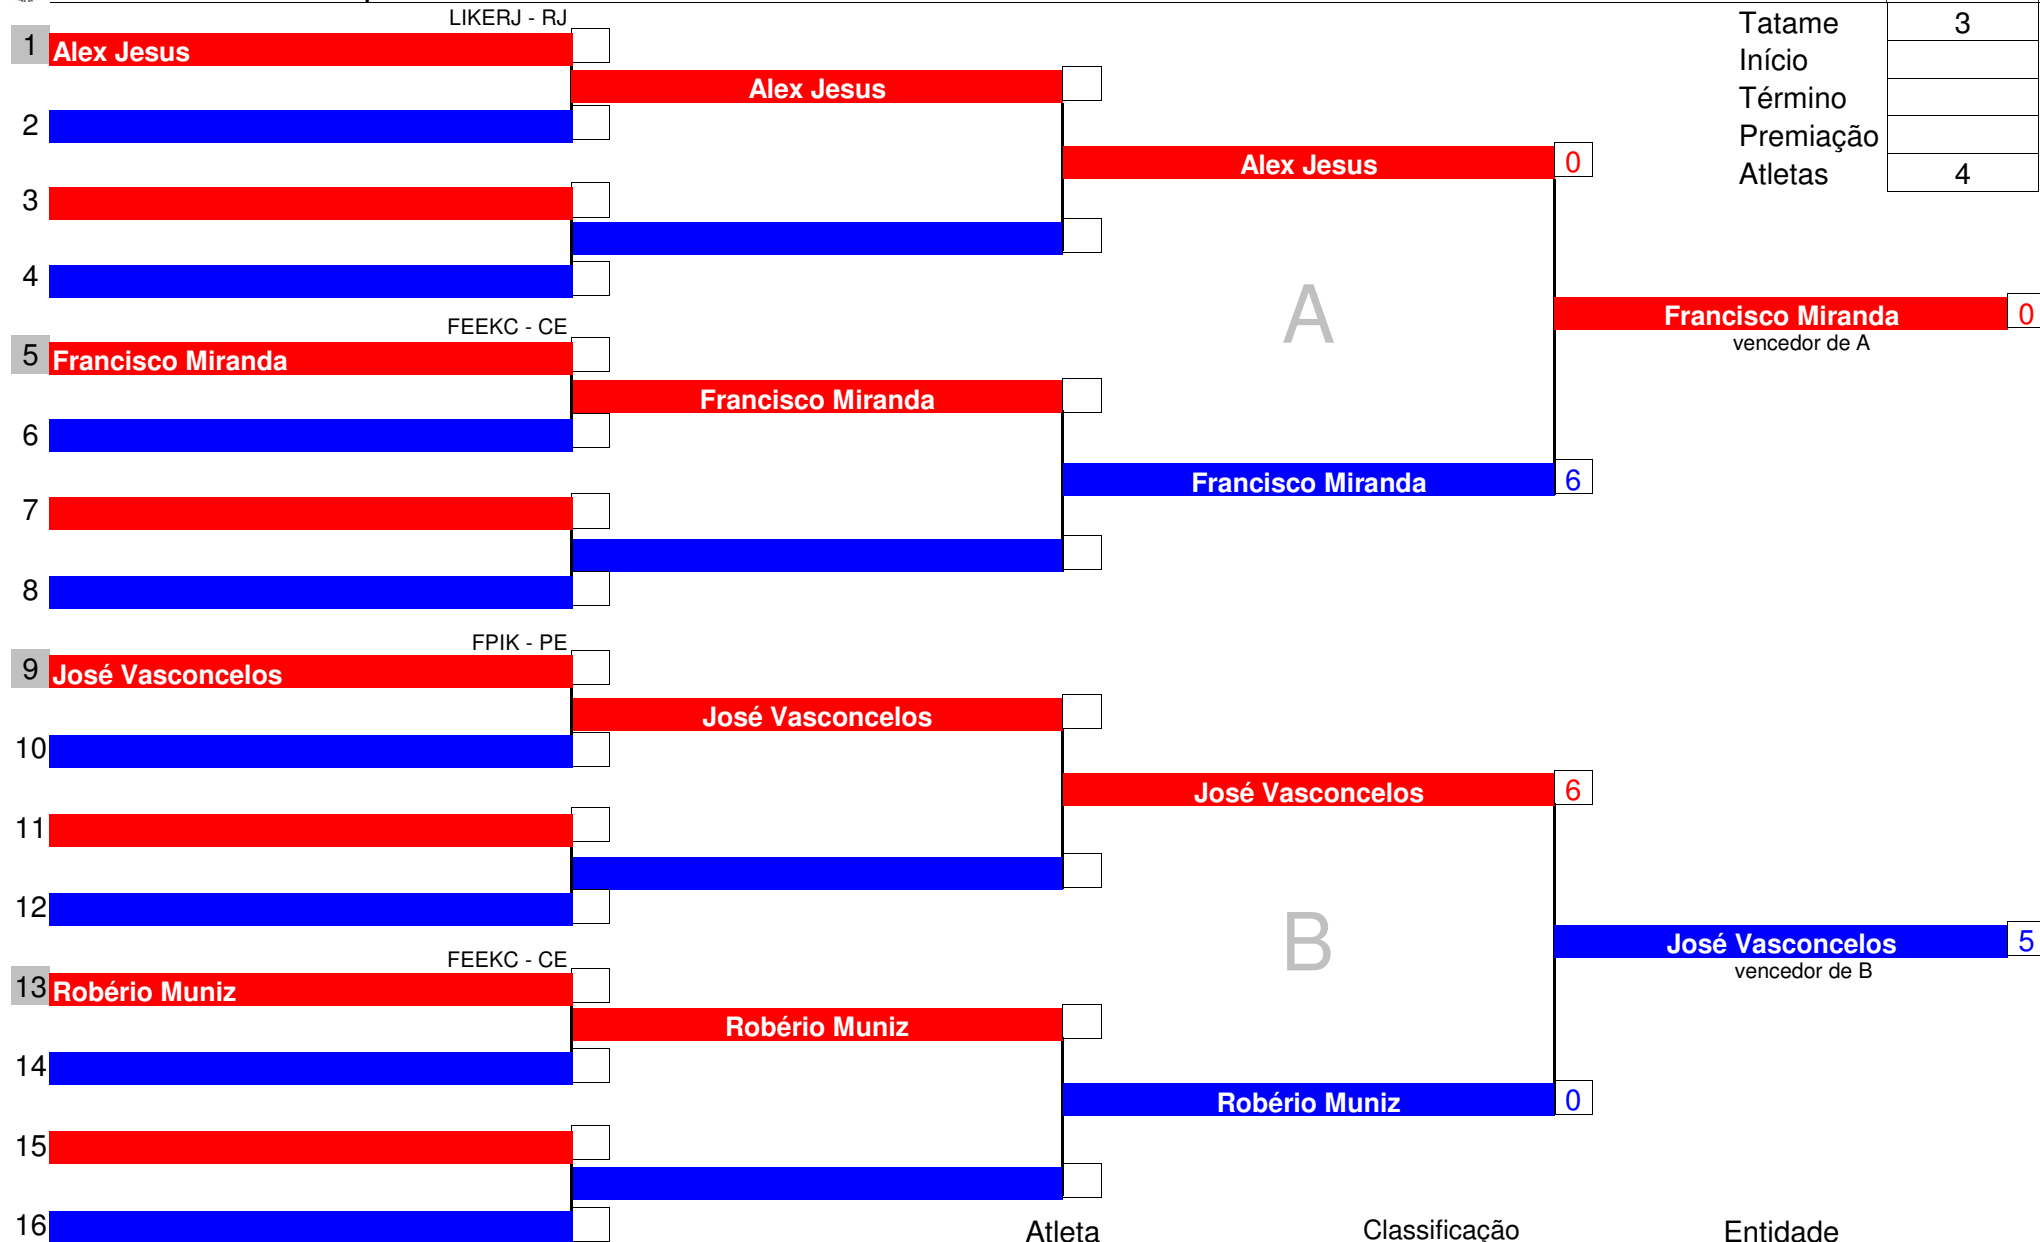 LIKERJ - RJ
Tatame 3
1 Alex Jesus
Início
Alex Jesus
Término
2
Premiação
Alex Jesus 0
Atletas 4
3
4
Francisco Miranda 0
FEEKC - CE
A
vencedor de A
5 Francisco Miranda
Francisco Miranda
6
Francisco Miranda 6
7
8
FPIK - PE
9 José Vasconcelos
José Vasconcelos
10
José Vasconcelos 6
11
12
B
José Vasconcelos 5
FEEKC - CE
vencedor de B
13 Robério Muniz
Robério Muniz
14
Robério Muniz 0
15
16
Atleta Classificação Entidade